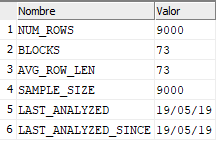 Nombre Valor
1 NUM_ROWS 9000
2 BLOCKS 73
3 AVG_ROW_LEN 73
4 SAMPLE_SIZE 9000
5 LAST_ANALYZED 19/05/19
6 LAST_ANALYZED_SINCE 19/05/19